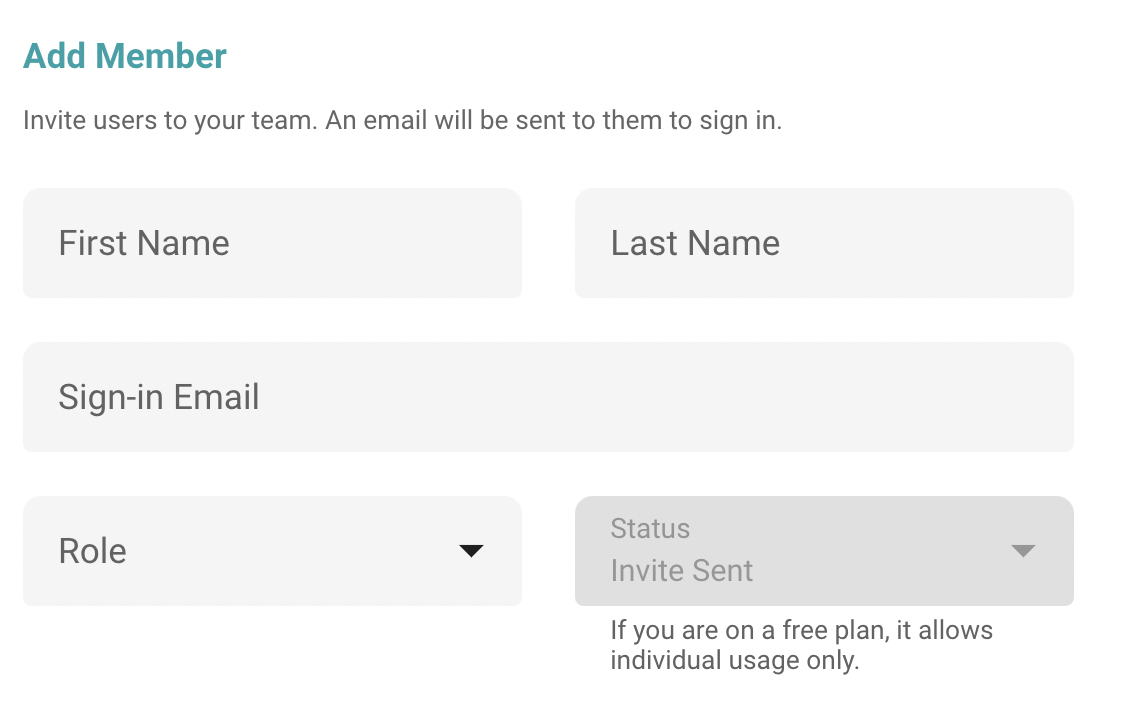 Add Member
Invite users to your team. An email will be sent to them to sign in.
First Name
Last Name
Sign-in Email
Role
Status
Invite Sent
If you are on a free plan, it allows
individual usage only.